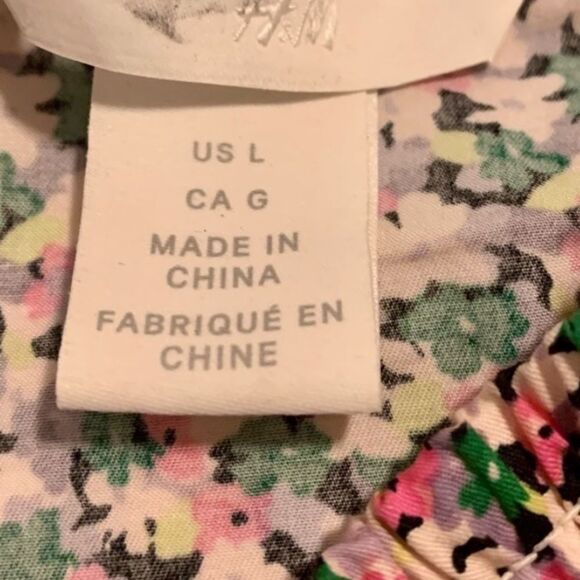 H&M
US L
CA G
MADE IN
CHINA
FABRIQUÉ EN
CHINE